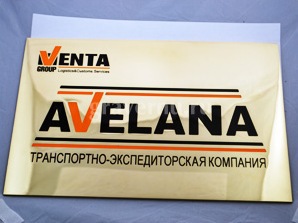 VENTA
GROUP Logistics&Customs Services
AVELANA
ТРАНСПОРТНО-ЭКСПЕДИТОРСКАЯ КОМПАНИЯ